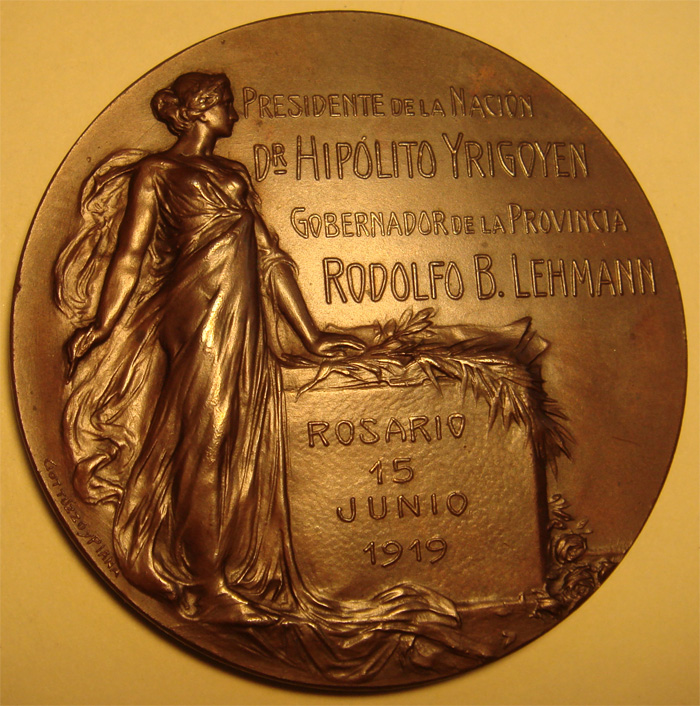 PRESIDENTE DE LA NACIÓN
DR HIPÓLITO YRIGOYEN
GOBERNADOR DE LA PROVINCIA
RODOLFO B. LEHMANN
ROSARIO
15
JUNIO
1919